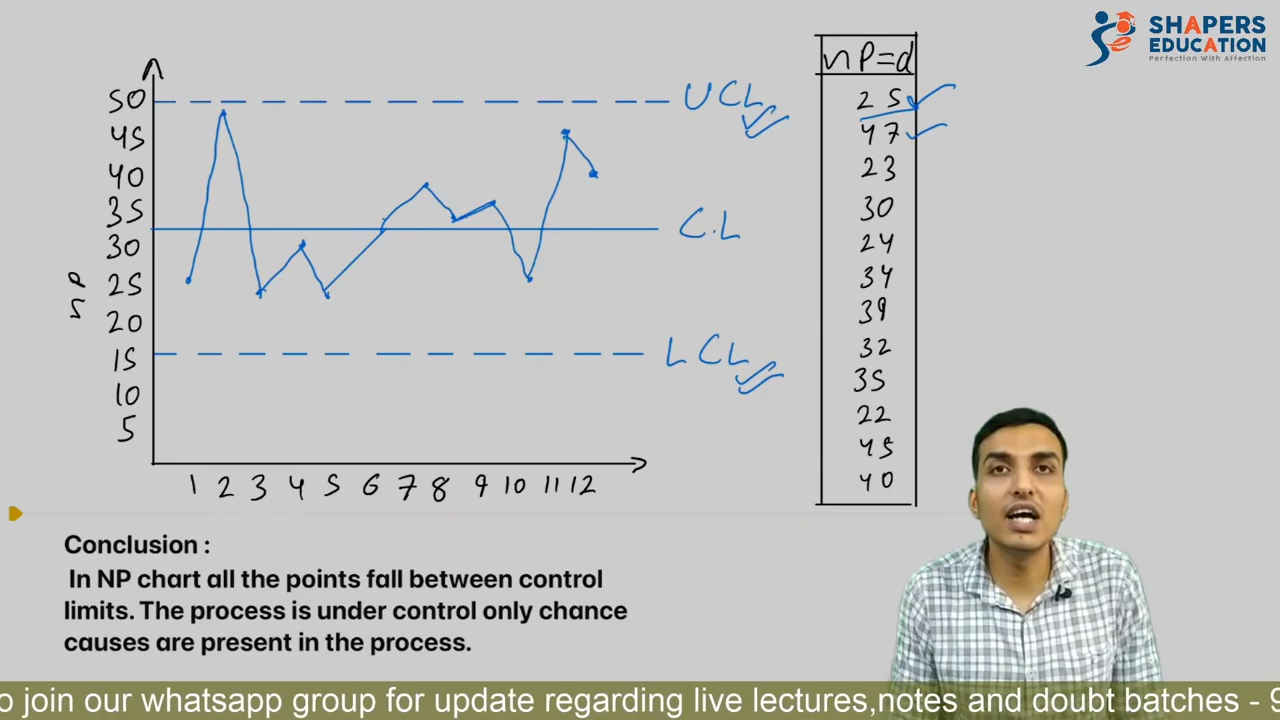 SHAPERS
EDUCATION
Perfection With Affection
nP=d
25
47
23
30
24
34
39
32
35
22
45
40
50
45
40
35
30
25
20
15
10
5
nP
UCL
C.L
LCL
1 2 3 4 5 6 7 8 9 10 11 12
Conclusion :
In NP chart all the points fall between control
limits. The process is under control only chance
causes are present in the process.
o join our whatsapp group for update regarding live lectures,notes and doubt batches - 9